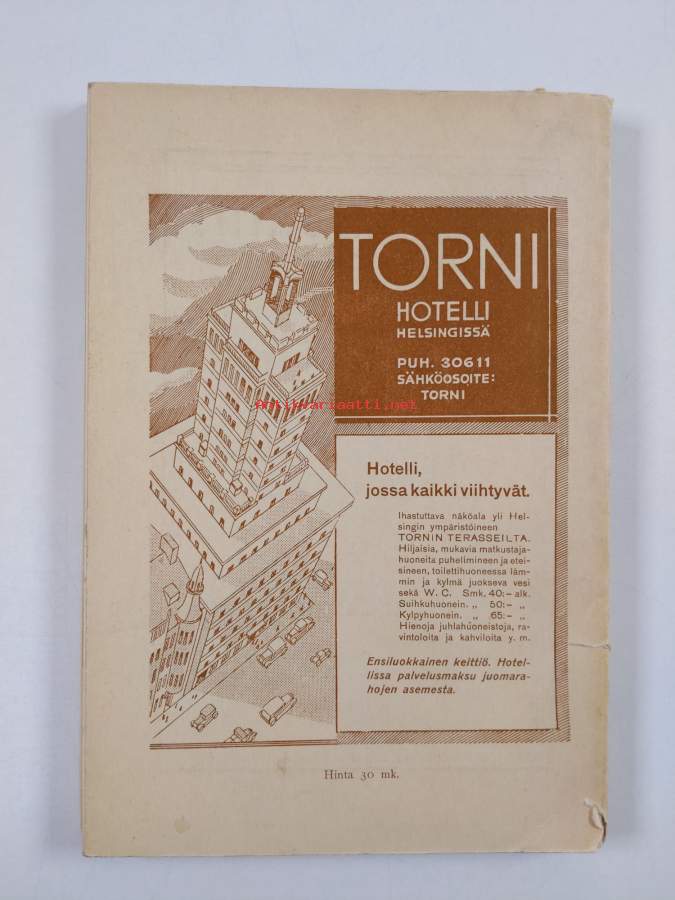 TORNI
HOTELLI
HELSINGISSÄ
PUH. 30611
SÄHKÖOSOITE:
TORNI
Antikvariaatti.net
Hotelli,
jossa kaikki viihtyvät.
Ihastuttava näköala yli Hel-
singin ympäristöineen
TORNIN TERASSEILTA.
Hiljaisia, mukavia matkustaja-
huoneita puhelimineen ja etei-
sineen, toilettihuoneessa läm-
min ja kylmä juokseva vesi
sekä W. C. Smk. 40:– alk.
Suihkuhuonein. „ 50:– „
Kylpyhuonein. „ 65:– „
Hienoja juhlahuoneistoja, ra-
vintoloita ja kahviloita y. m.
Ensiluokkainen keittiö. Hotel-
lissa palvelusmaksu juomara-
hojen asemesta.
Hinta 30 mk.